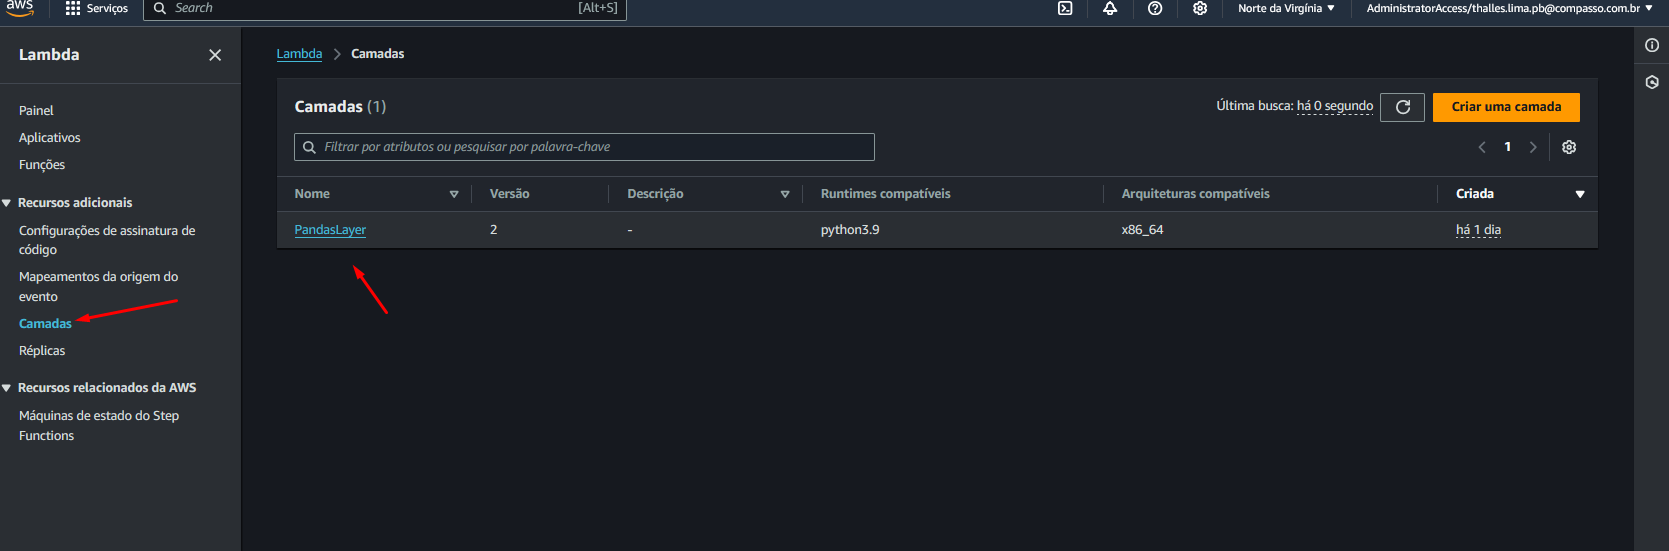 aws
Serviços
Search
[Alt+S]
Norte da Virgínia
AdministratorAccess/thalles.lima.pb@compasso.com.br
Lambda
Painel
Aplicativos
Funções
Recursos adicionais
Configurações de assinatura de
código
Mapeamentos da origem do
evento
Camadas
Réplicas
Recursos relacionados da AWS
Máquinas de estado do Step
Functions
Lambda > Camadas
Camadas (1)
Última busca: há 0 segundo
Criar uma camada
Filtrar por atributos ou pesquisar por palavra-chave
1
Nome Versão Descrição Runtimes compatíveis Arquiteturas compatíveis Criada
PandasLayer 2 - python3.9 x86_64 há 1 dia